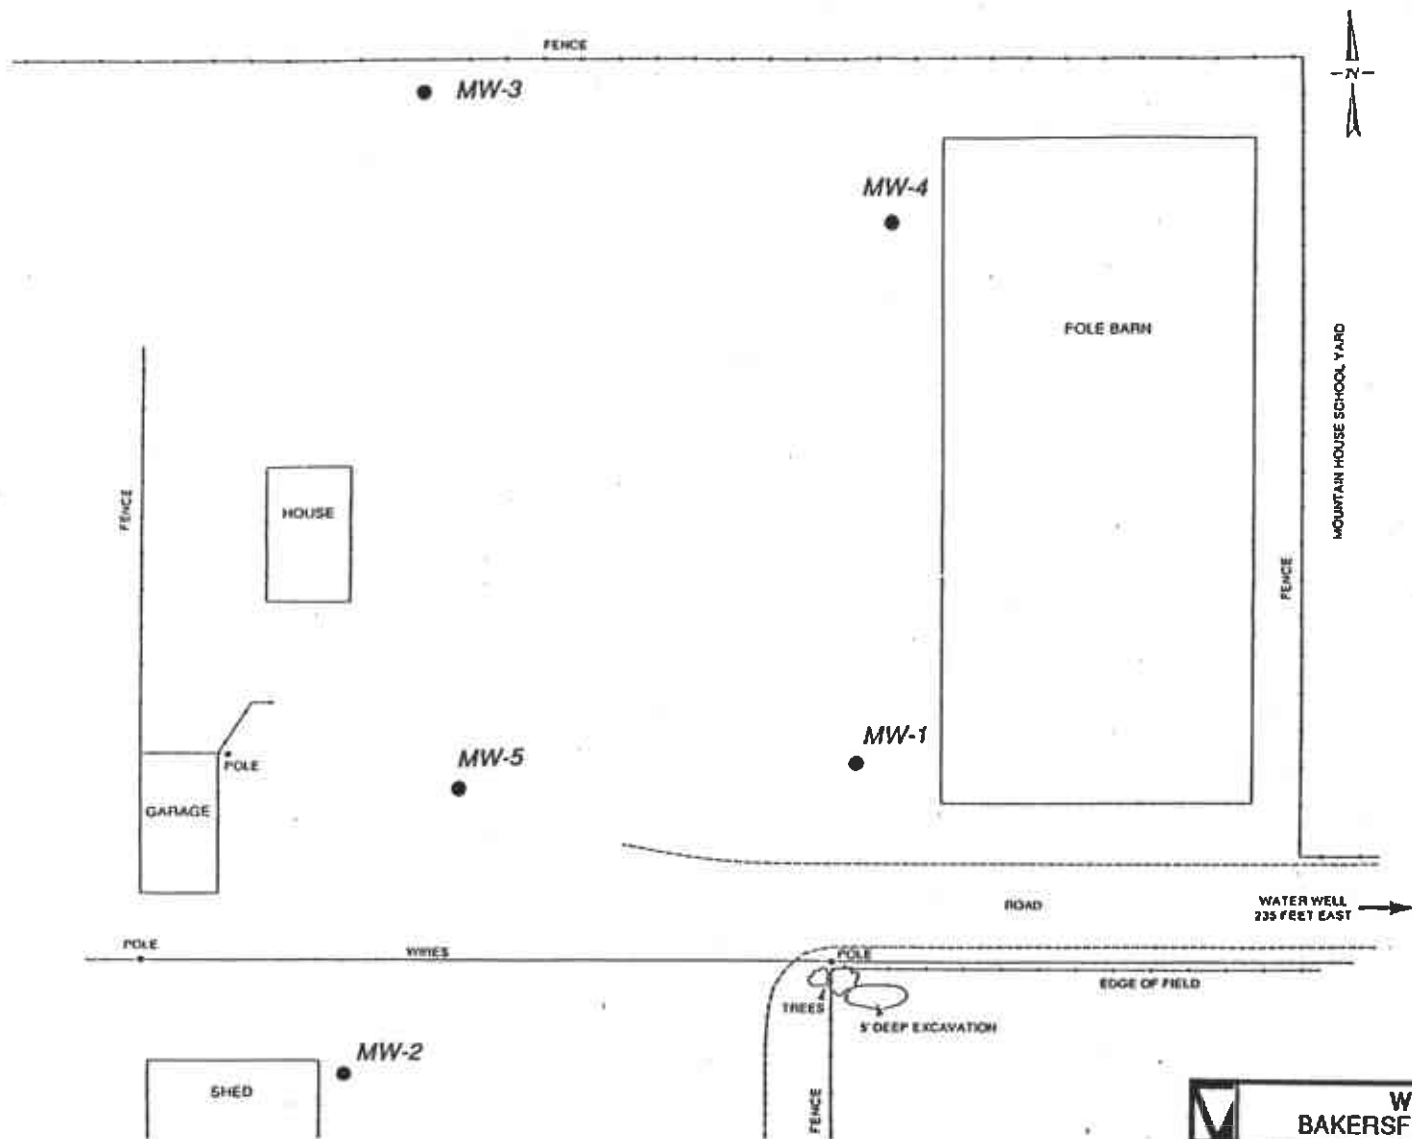 FENCE
-N-
MW-3
MW-4
FOLE BARN
MOUNTAIN HOUSE SCHOOL YARD
FENCE
HOUSE
FENCE
MW-1
MW-5
POLE
GARAGE
ROAD
WATER WELL
235 FEET EAST
POLE
WIRES
POLE
EDGE OF FIELD
TREES
5' DEEP EXCAVATION
MW-2
SHED
FENCE
W
BAKERSF